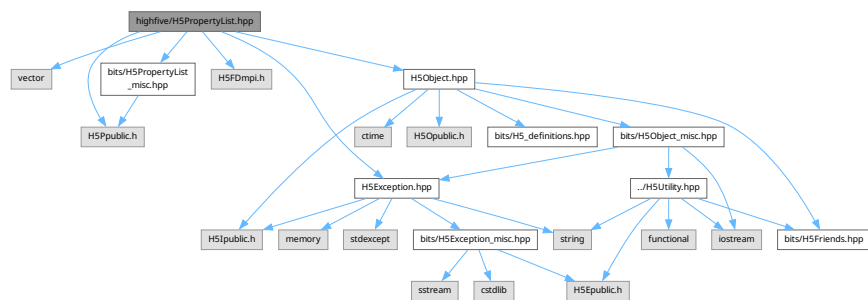 highfive/H5PropertyList.hpp
vector
bits/H5PropertyList
_misc.hpp
H5FDmpi.h
H5Object.hpp
H5Ppublic.h
ctime
H5Opublic.h
bits/H5_definitions.hpp
bits/H5Object_misc.hpp
H5Exception.hpp
../H5Utility.hpp
H5Ipublic.h
memory
stdexcept
bits/H5Exception_misc.hpp
string
functional
iostream
bits/H5Friends.hpp
sstream
cstdlib
H5Epublic.h